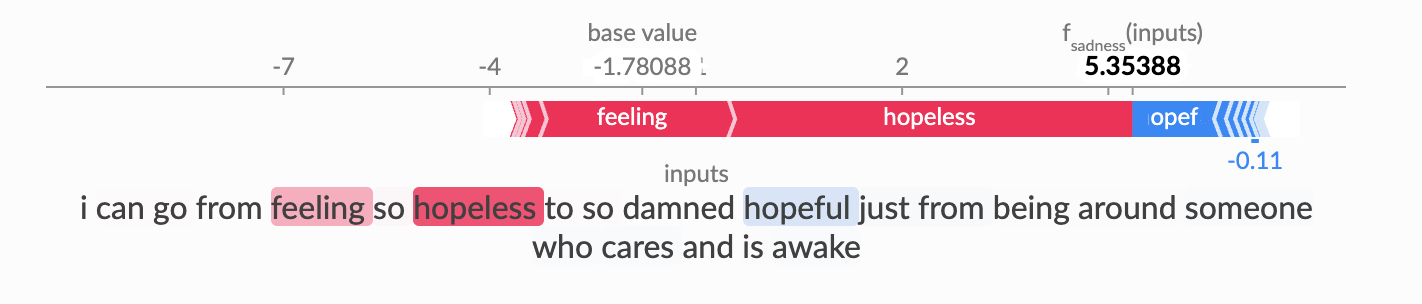 base value
f sadness (inputs)
-7 -4 -1.78088 2 5.35388
feeling hopeless opef
-0.11
inputs
i can go from feeling so hopeless to so damned hopeful just from being around someone
who cares and is awake